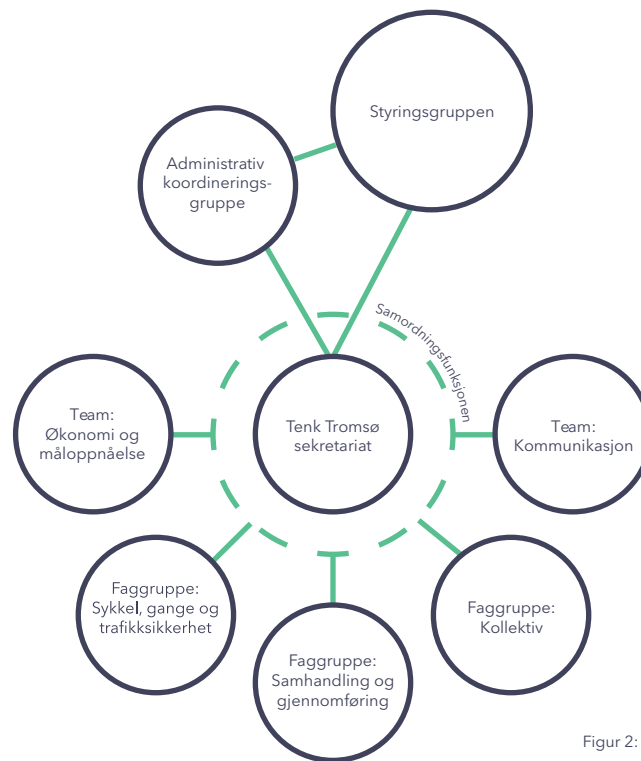 Styringsgruppen
Administrativ
koordinerings-
gruppe
Samordningsfunksjonen
Tenk Tromsø
sekretariat
Team:
Økonomi og
måloppnåelse
Team:
Kommunikasjon
Faggruppe:
Sykkel, gange og
trafikksikkerhet
Faggruppe:
Samhandling og
gjennomføring
Faggruppe:
Kollektiv
Figur 2: